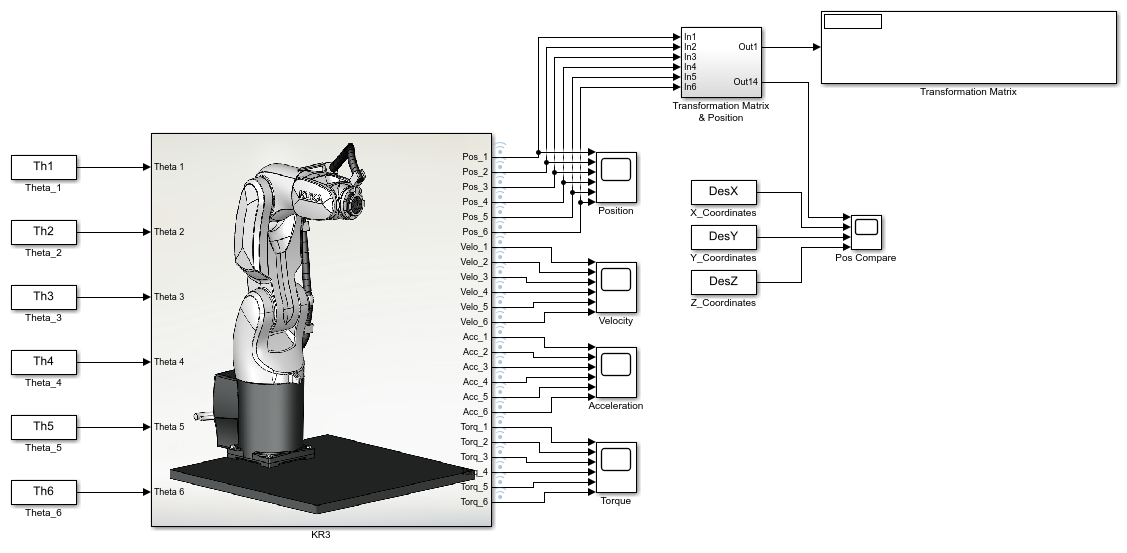 Th1
Theta_1
Th2
Theta_2
Th3
Theta_3
Th4
Theta_4
Th5
Theta_5
Th6
Theta_6
Theta 1
Theta 2
Theta 3
Theta 4
Theta 5
Theta 6
KR3
Pos_1
Pos_2
Pos_3
Pos_4
Pos_5
Pos_6
Velo_1
Velo_2
Velo_3
Velo_4
Velo_5
Velo_6
Acc_1
Acc_2
Acc_3
Acc_4
Acc_5
Acc_6
Torq_1
Torq_2
Torq_3
Torq_4
Torq_5
Torq_6
Position
Velocity
Acceleration
Torque
In1
In2
In3
In4
In5
In6
Out1
Out14
Transformation Matrix
& Position
Transformation Matrix
DesX
X_Coordinates
DesY
Y_Coordinates
DesZ
Z_Coordinates
Pos Compare